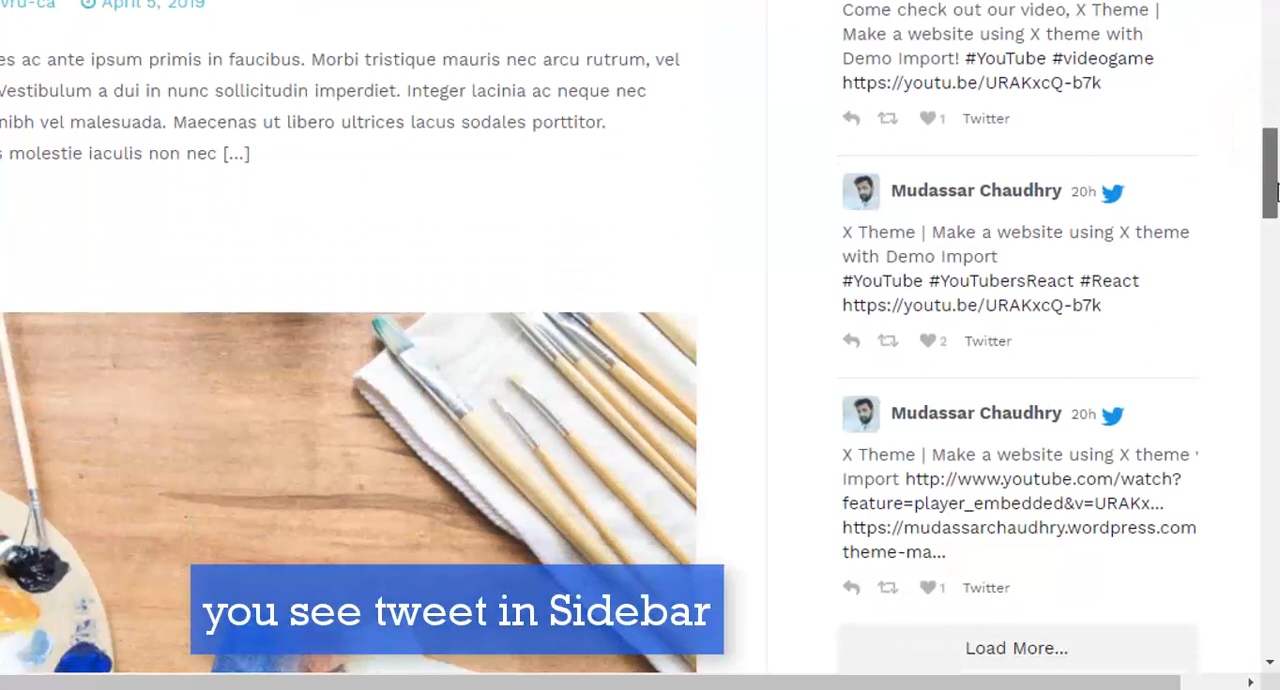 vru-ca April 5, 2019
es ac ante ipsum primis in faucibus. Morbi tristique mauris nec arcu rutrum, vel
Vestibulum a dui in nunc sollicitudin imperdiet. Integer lacinia ac neque nec
nibh vel malesuada. Maecenas ut libero ultrices lacus sodales porttitor.
s molestie iaculis non nec [...]
you see tweet in Sidebar
Come check out our video, X Theme |
Make a website using X theme with
Demo Import! #YouTube #videogame
https://youtu.be/URAKxcQ-b7k
1 Twitter
Mudassar Chaudhry 20h
X Theme | Make a website using X theme
with Demo Import
#YouTube #YouTubersReact #React
https://youtu.be/URAKxcQ-b7k
2 Twitter
Mudassar Chaudhry 20h
X Theme | Make a website using X theme
Import http://www.youtube.com/watch?
feature=player_embedded&v=URAKx...
https://mudassarchaudhry.wordpress.com
theme-ma...
1 Twitter
Load More...